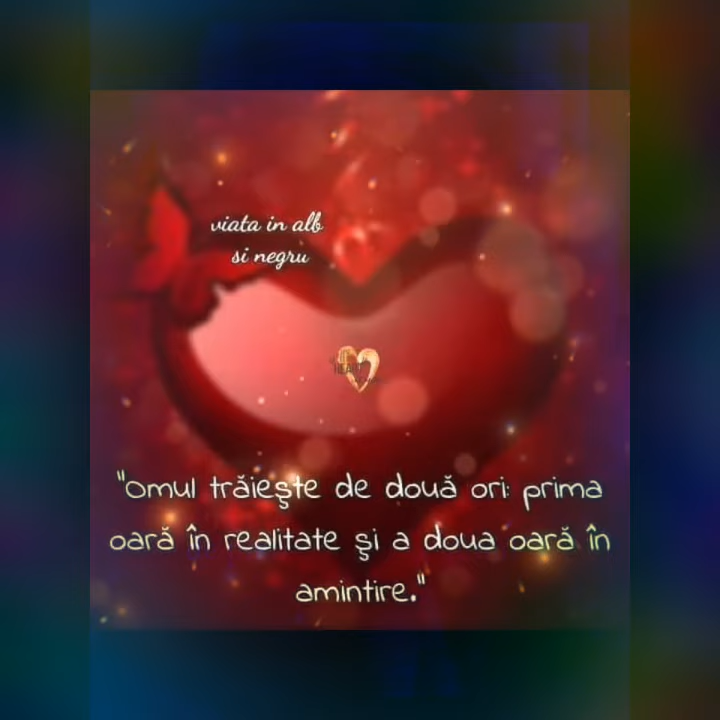 viata in alb
si negru
"Omul trăieşte de două ori: prima
oară în realitate şi a doua oară în
amintire."